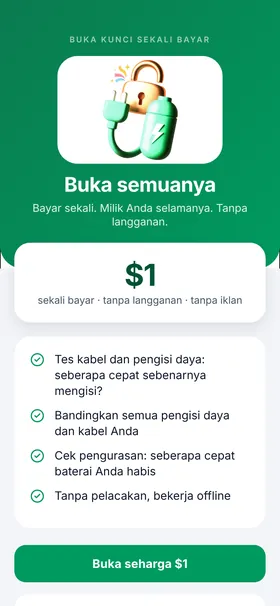 BUKA KUNCI SEKALI BAYAR
Buka semuanya
Bayar sekali. Milik Anda selamanya. Tanpa
langganan.
$1
sekali bayar · tanpa langganan · tanpa iklan
Tes kabel dan pengisi daya:
seberapa cepat sebenarnya
mengisi?
Bandingkan semua pengisi daya
dan kabel Anda
Cek pengurasan: seberapa cepat
baterai Anda habis
Tanpa pelacakan, bekerja offline
Buka seharga $1